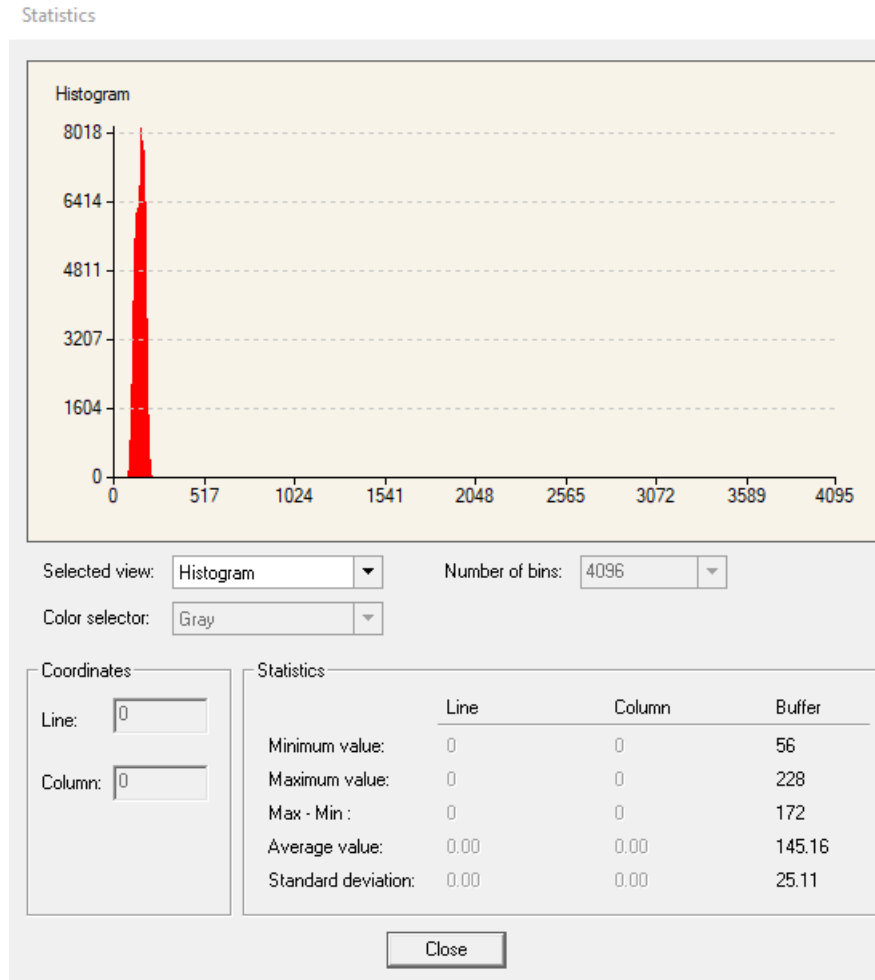 Statistics
Histogram
8018
6414
4811
3207
1604
0
0 517 1024 1541 2048 2565 3072 3589 4095
Selected view: Histogram Number of bins: 4096
Color selector: Gray
Coordinates
Line: 0
Column: 0
Statistics
Line Column Buffer
Minimum value: 0 0 56
Maximum value: 0 0 228
Max - Min : 0 0 172
Average value: 0.00 0.00 145.16
Standard deviation: 0.00 0.00 25.11
Close